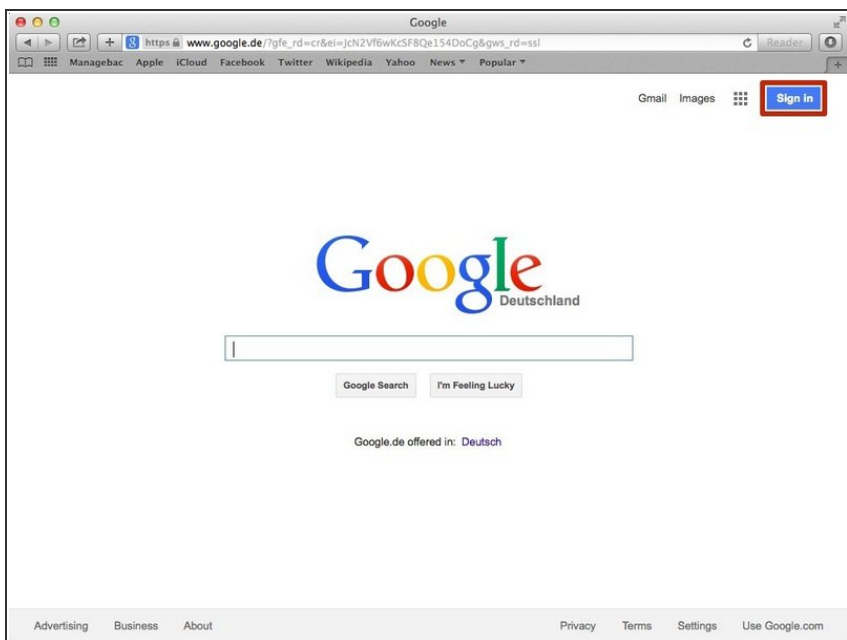 Google
https www.google.de/?gfe_rd=cr&ei=JcN2Vf6wKcSF8Qe154DoCg&gws_rd=ssl Reader
Managebac Apple iCloud Facebook Twitter Wikipedia Yahoo News Popular
Gmail Images Sign in
Google
Deutschland
Google Search I'm Feeling Lucky
Google.de offered in: Deutsch
Advertising Business About Privacy Terms Settings Use Google.com